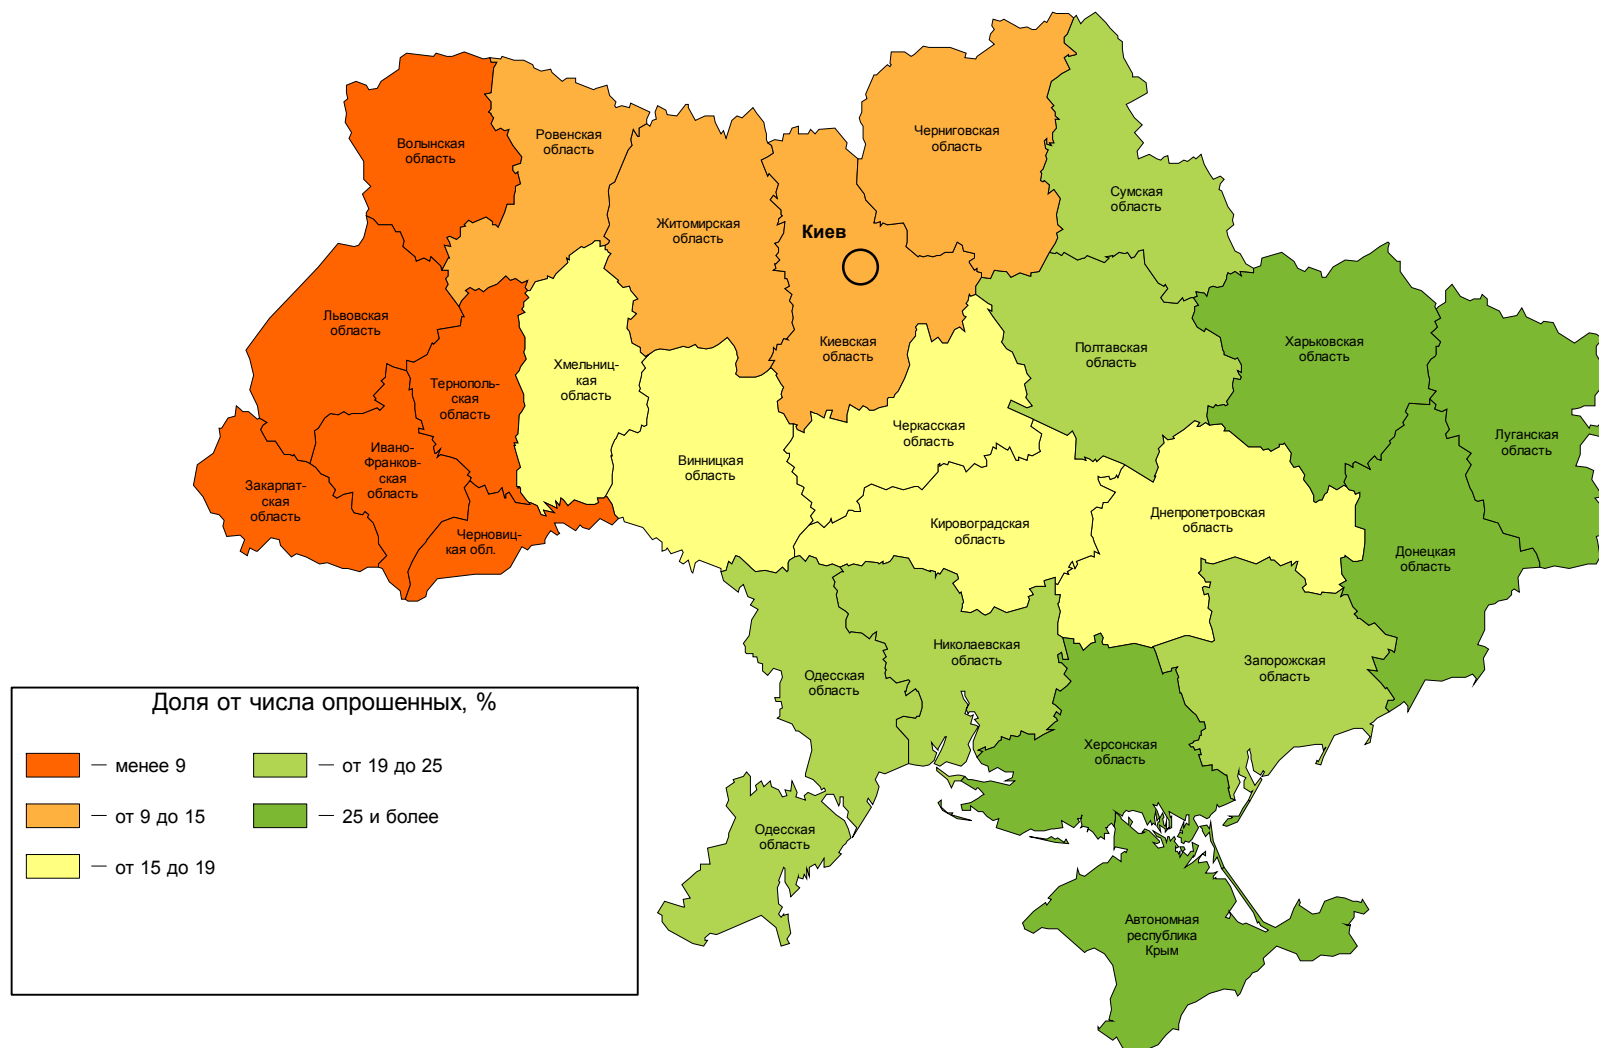 Волынская
область
Ровенская
область
Житомирская
область
Киев
Черниговская
область
Сумская
область
Львовская
область
Тернополь-
ская
область
Хмельниц-
кая
область
Киевская
область
Полтавская
область
Харьковская
область
Луганская
область
Закарпат-
ская
область
Ивано-
Франков-
ская
область
Черновиц-
кая обл.
Винницкая
область
Черкасская
область
Кировоградская
область
Днепропетровская
область
Донецкая
область
Одесская
область
Николаевская
область
Запорожская
область
Херсонская
область
Одесская
область
Автономная
республика
Крым
Доля от числа опрошенных, %
— менее 9
— от 9 до 15
— от 15 до 19
— от 19 до 25
— 25 и более